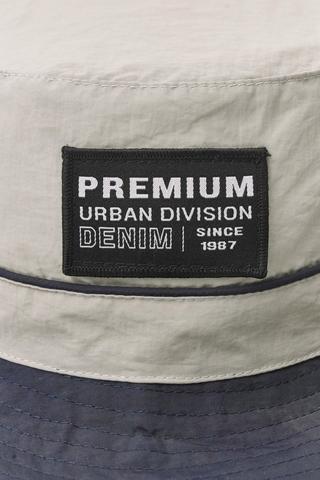 PREMIUM
URBAN DIVISION
DENIM | SINCE
1987